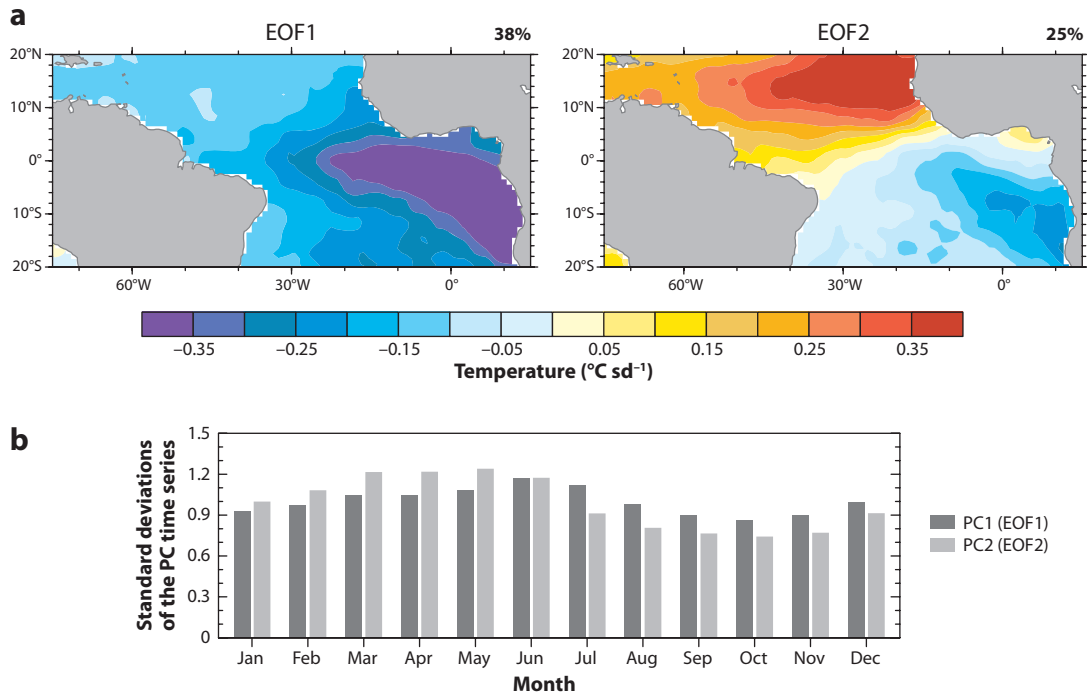 a
EOF1 38%
EOF2 25%
20°N
10°N
0°
10°S
20°S
60°W 30°W 0°
20°N
10°N
0°
10°S
20°S
60°W 30°W 0°
–0.35 –0.25 –0.15 –0.05 0.05 0.15 0.25 0.35
Temperature (°C sd⁻¹)
b
Standard deviations
of the PC time series
1.5
1.2
0.9
0.6
0.3
0
Jan Feb Mar Apr May Jun Jul Aug Sep Oct Nov Dec
Month
PC1 (EOF1)
PC2 (EOF2)